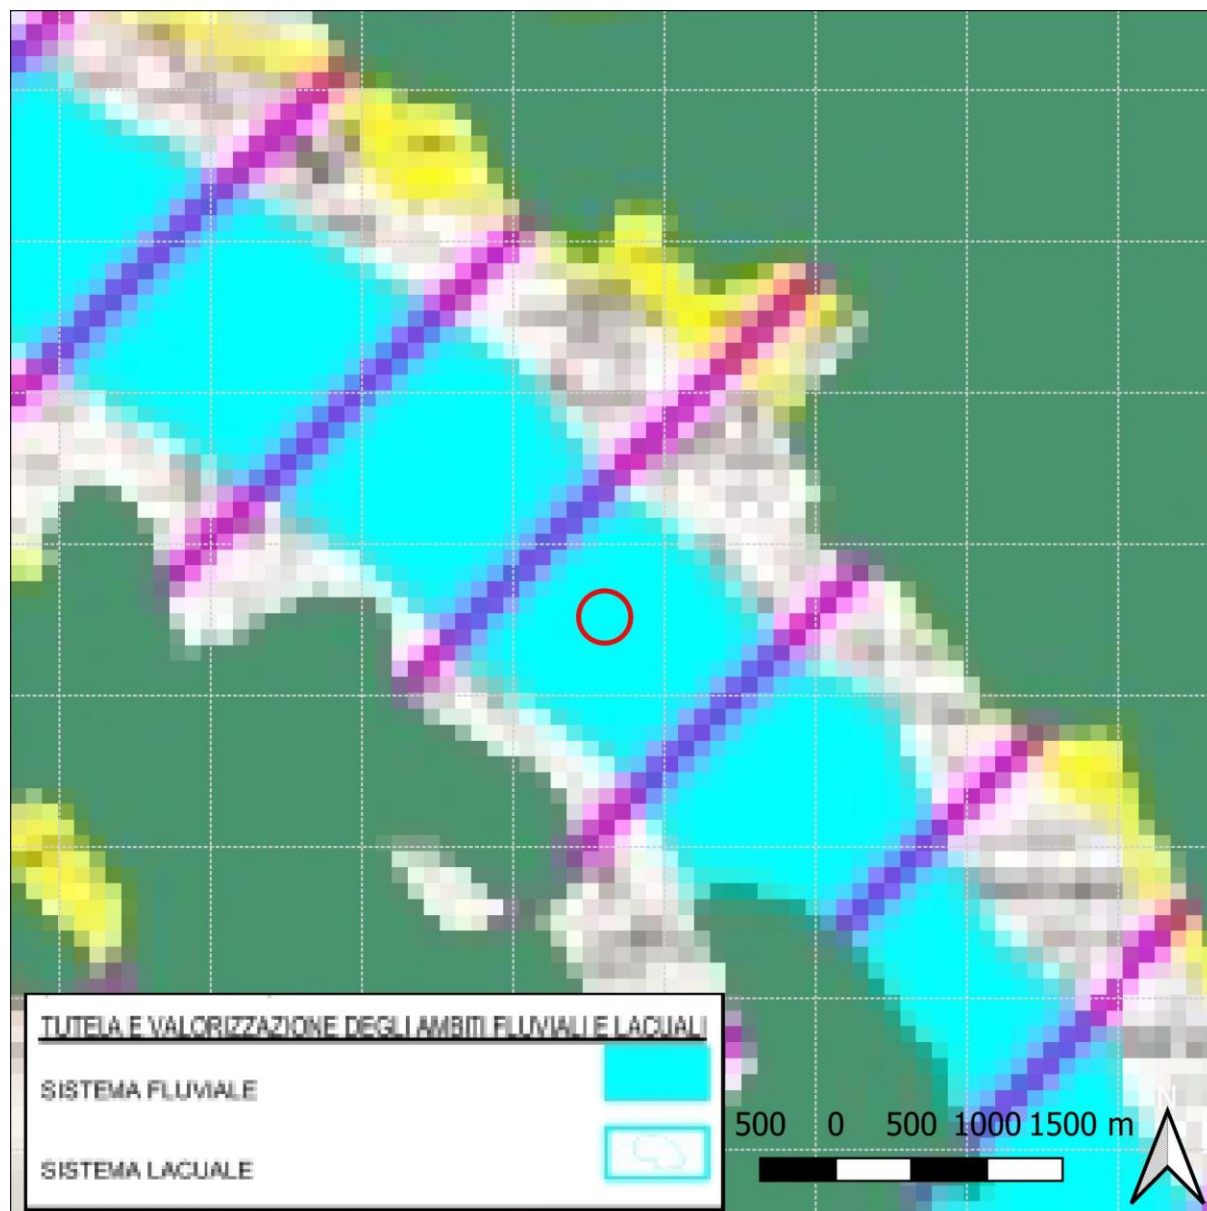 TUTELA E VALORIZZAZIONE DEGLI AMBITI FLUVIALI E LACUALI
SISTEMA FLUVIALE
SISTEMA LACUALE
500 0 500 1000 1500 m
N